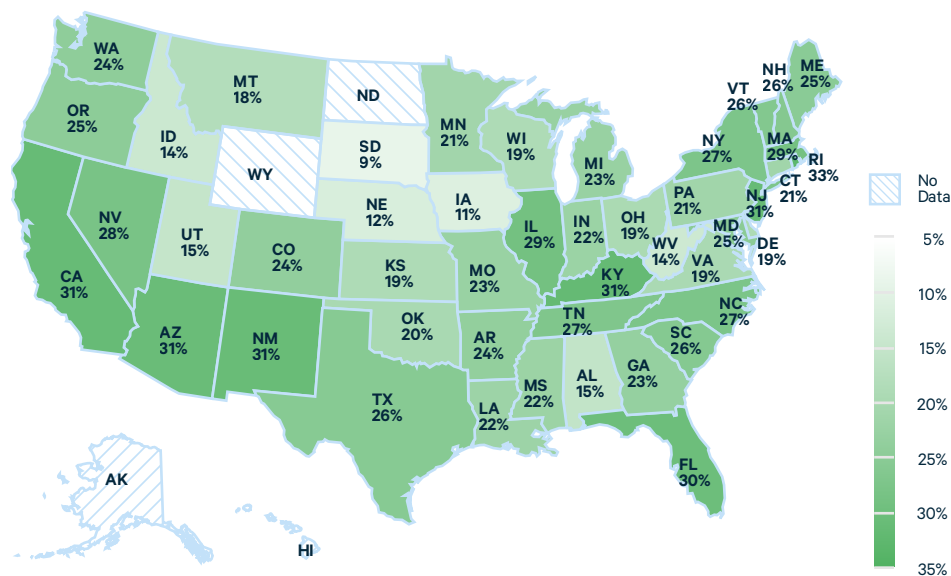 WA
24%
OR
25%
ID
14%
MT
18%
ND
MN
21%
WI
19%
MI
23%
SD
9%
WY
NE
12%
IA
11%
NV
28%
UT
15%
CO
24%
KS
19%
CA
31%
AZ
31%
NM
31%
OK
20%
TX
26%
MO
23%
AR
24%
LA
22%
IL
29%
IN
22%
OH
19%
KY
31%
TN
27%
MS
22%
AL
15%
GA
23%
FL
30%
SC
26%
NC
27%
VA
19%
WV
14%
PA
21%
NY
27%
VT
26%
NH
26%
ME
25%
MA
29%
RI
33%
CT
21%
NJ
31%
MD
25%
DE
19%
AK
HI
No
Data
5%
10%
15%
20%
25%
30%
35%